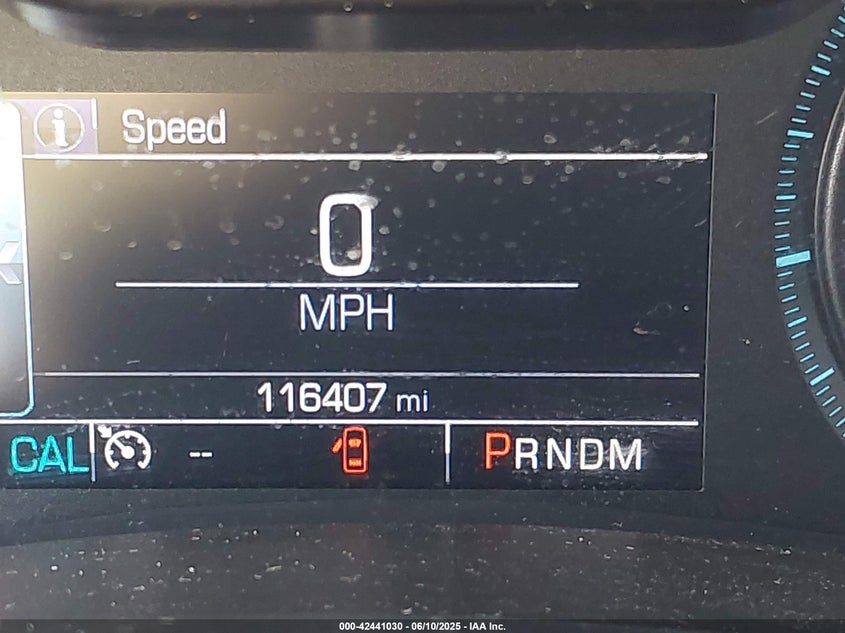 i Speed
0
MPH
116407 mi
CAL -- PRNDM
000-42441030 - 06/10/2025 - IAA Inc.